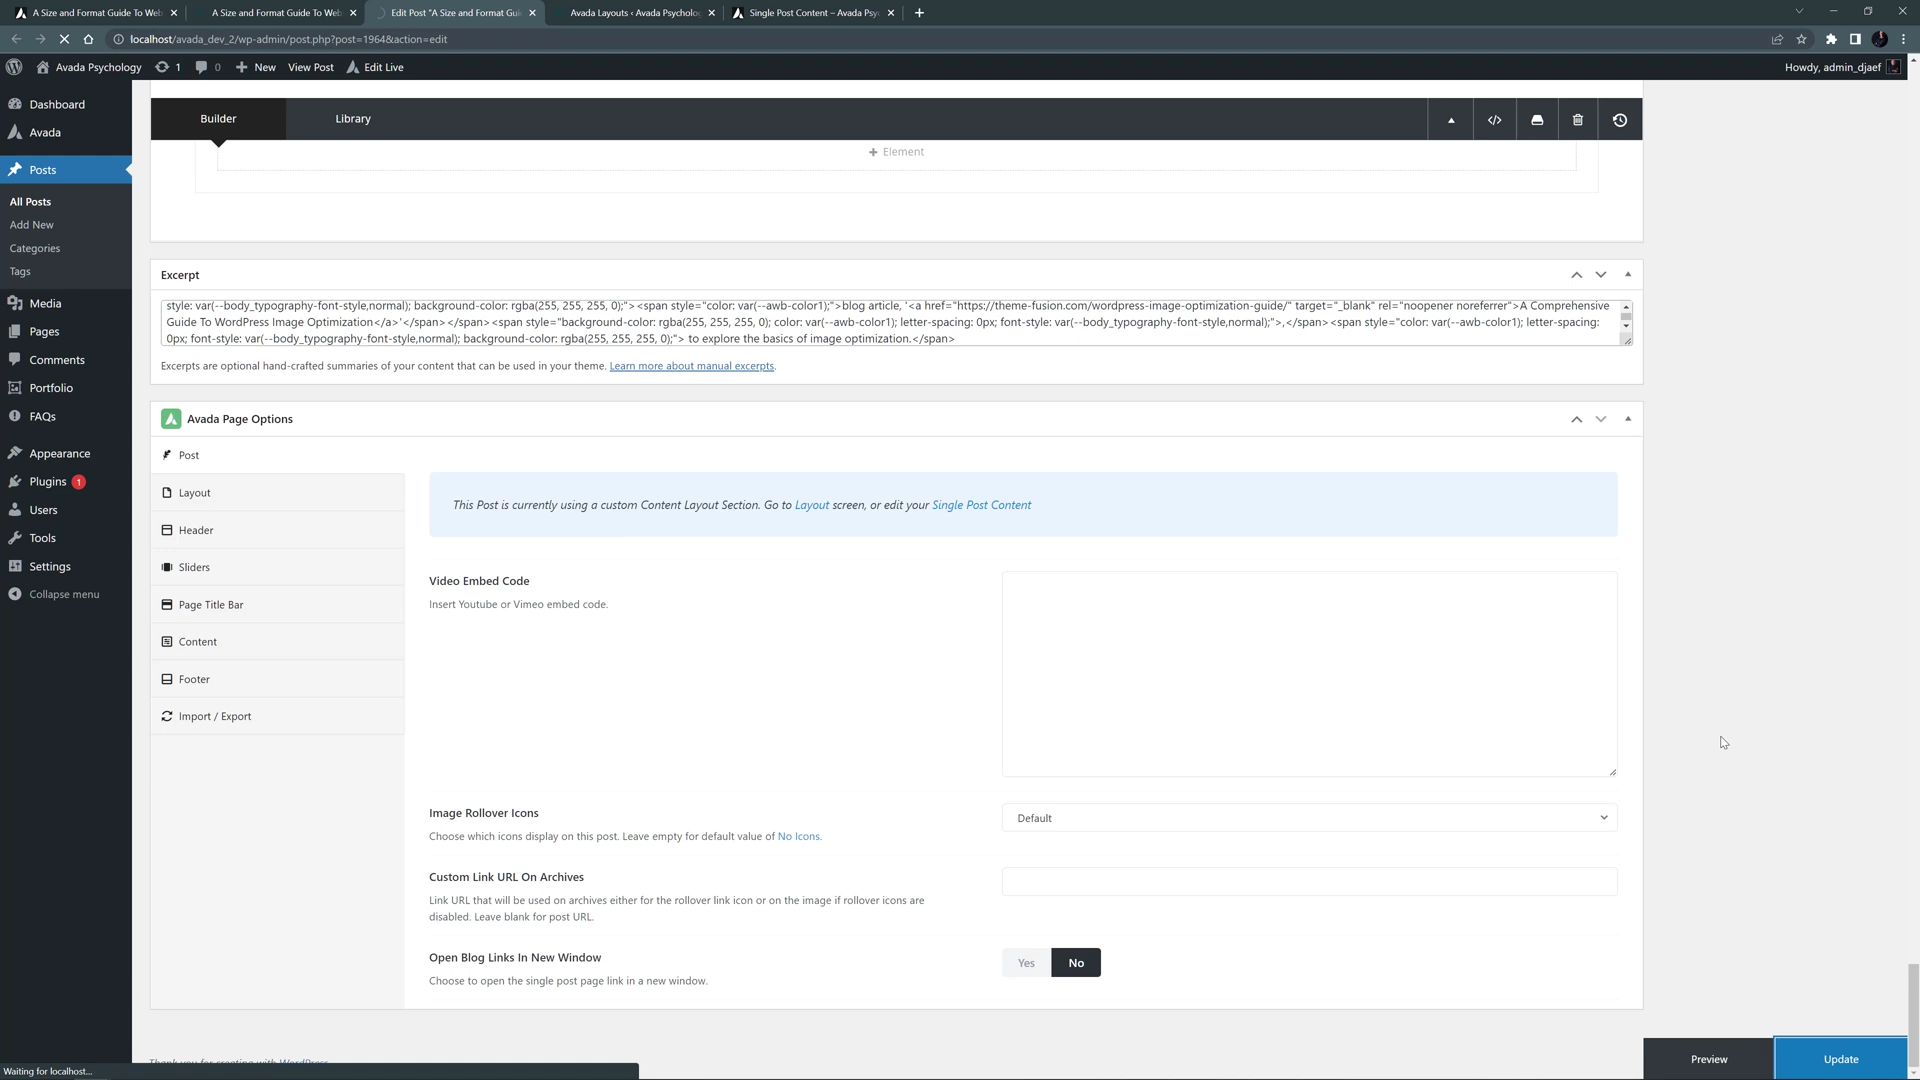 A Size and Format Guide To Web
A Size and Format Guide To Web
Edit Post "A Size and Format Gui
Avada Layouts ‹ Avada Psycholog
Single Post Content – Avada Psy
localhost/avada_dev_2/wp-admin/post.php?post=1964&action=edit
Avada Psychology
1
0
New
View Post
Edit Live
Howdy, admin_djaef
Dashboard
Avada
Posts
All Posts
Add New
Categories
Tags
Media
Pages
Comments
Portfolio
FAQs
Appearance
Plugins 1
Users
Tools
Settings
Collapse menu
Builder
Library
Element
Excerpt
style: var(--body_typography-font-style,normal); background-color: rgba(255, 255, 255, 0);"><span style="color: var(--awb-color1);">blog article, '<a href="https://theme-fusion.com/wordpress-image-optimization-guide/" target="_blank" rel="noopener noreferrer">A Comprehensive
Guide To WordPress Image Optimization</a>'</span></span><span style="background-color: rgba(255, 255, 255, 0); color: var(--awb-color1); letter-spacing: 0px; font-style: var(--body_typography-font-style,normal);">,</span><span style="color: var(--awb-color1); letter-spacing:
0px; font-style: var(--body_typography-font-style,normal); background-color: rgba(255, 255, 255, 0);"> to explore the basics of image optimization.</span>
Excerpts are optional hand-crafted summaries of your content that can be used in your theme. Learn more about manual excerpts.
Avada Page Options
Post
Layout
Header
Sliders
Page Title Bar
Content
Footer
Import / Export
This Post is currently using a custom Content Layout Section. Go to Layout screen, or edit your Single Post Content
Video Embed Code
Insert Youtube or Vimeo embed code.
Image Rollover Icons
Choose which icons display on this post. Leave empty for default value of No Icons.
Default
Custom Link URL On Archives
Link URL that will be used on archives either for the rollover link icon or on the image if rollover icons are
disabled. Leave blank for post URL.
Open Blog Links In New Window
Choose to open the single post page link in a new window.
Yes
No
Thank you for creating with WordPress
Preview
Update
Waiting for localhost...